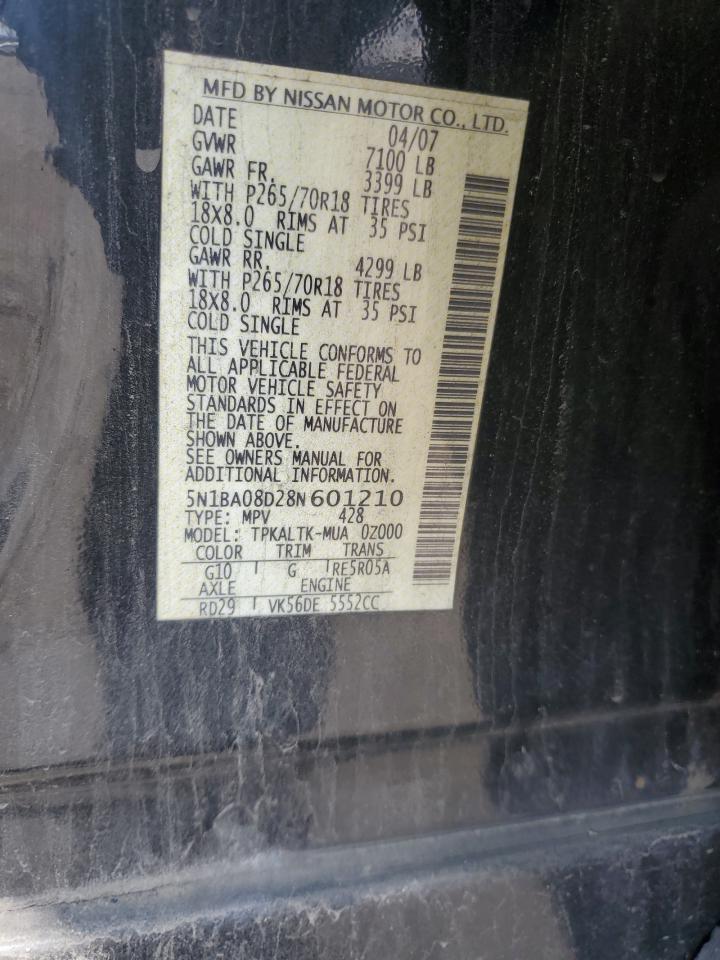 MFD BY NISSAN MOTOR CO., LTD.
DATE 04/07
GVWR 7100 LB
GAWR FR. 3399 LB
WITH P265/70R18 TIRES
18X8.0 RIMS AT 35 PSI
COLD SINGLE
GAWR RR. 4299 LB
WITH P265/70R18 TIRES
18X8.0 RIMS AT 35 PSI
COLD SINGLE
THIS VEHICLE CONFORMS TO
ALL APPLICABLE FEDERAL
MOTOR VEHICLE SAFETY
STANDARDS IN EFFECT ON
THE DATE OF MANUFACTURE
SHOWN ABOVE.
SEE OWNERS MANUAL FOR
ADDITIONAL INFORMATION.
5N1BA08D28N601210
TYPE: MPV 428
MODEL: TPKALTK-MUA 0Z000
COLOR TRIM TRANS
G10 G RE5R05A
AXLE ENGINE
RD29 VK56DE 5552CC